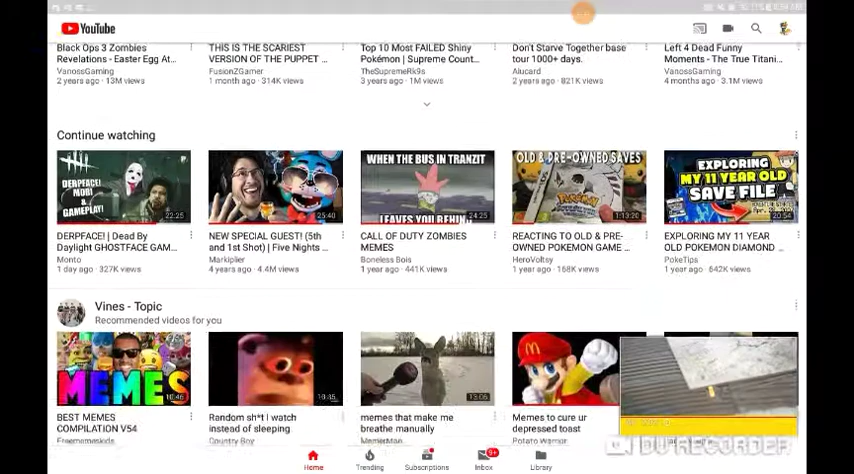 YouTube
Black Ops 3 Zombies
Revelations - Easter Egg At...
VanossGaming
2 years ago · 13M views
THIS IS THE SCARIEST
VERSION OF THE PUPPET ...
FusionZGamer
1 month ago · 314K views
Top 10 Most FAILED Shiny
Pokémon | Supreme Count...
TheSupremeRk9s
3 years ago · 1M views
Don't Starve Together base
tour 1000+ days.
Aiucard
2 years ago · 821K views
Left 4 Dead Funny
Moments - The True Titani...
VanossGaming
4 months ago · 3.1M views
Continue watching
DERPFACE!
MORI &
GAMEPLAY!
22:25
DERPFACE! | Dead By
Daylight GHOSTFACE GAM...
Monto
1 day ago · 327K views
25:40
NEW SPECIAL GUEST! (5th
and 1st Shot) | Five Nights ...
Markiplier
4 years ago · 4.4M views
WHEN THE BUS IN TRANZIT
LEAVES YOU BEHIND
24:25
CALL OF DUTY ZOMBIES
MEMES
Boneless Bois
1 year ago · 441K views
OLD & PRE-OWNED SAVES
POKéMON
1:13:20
REACTING TO OLD & PRE-
OWNED POKEMON GAME ...
HeroVoltsy
1 year ago · 168K views
EXPLORING
MY 11 YEAR OLD
SAVE FILE
20:54
EXPLORING MY 11 YEAR
OLD POKEMON DIAMOND ...
PokeTips
1 year ago · 642K views
Vines - Topic
Recommended videos for you
MEMES
10:46
BEST MEMES
COMPILATION V54
Freememeskids
10:45
Random sh*t I watch
instead of sleeping
Country Boy
13:06
memes that make me
breathe manually
MemerMan
Memes to cure ur
depressed toast
Potato Warrior
DU RECORDER
Home
Trending
Subscriptions
9+
Inbox
Library